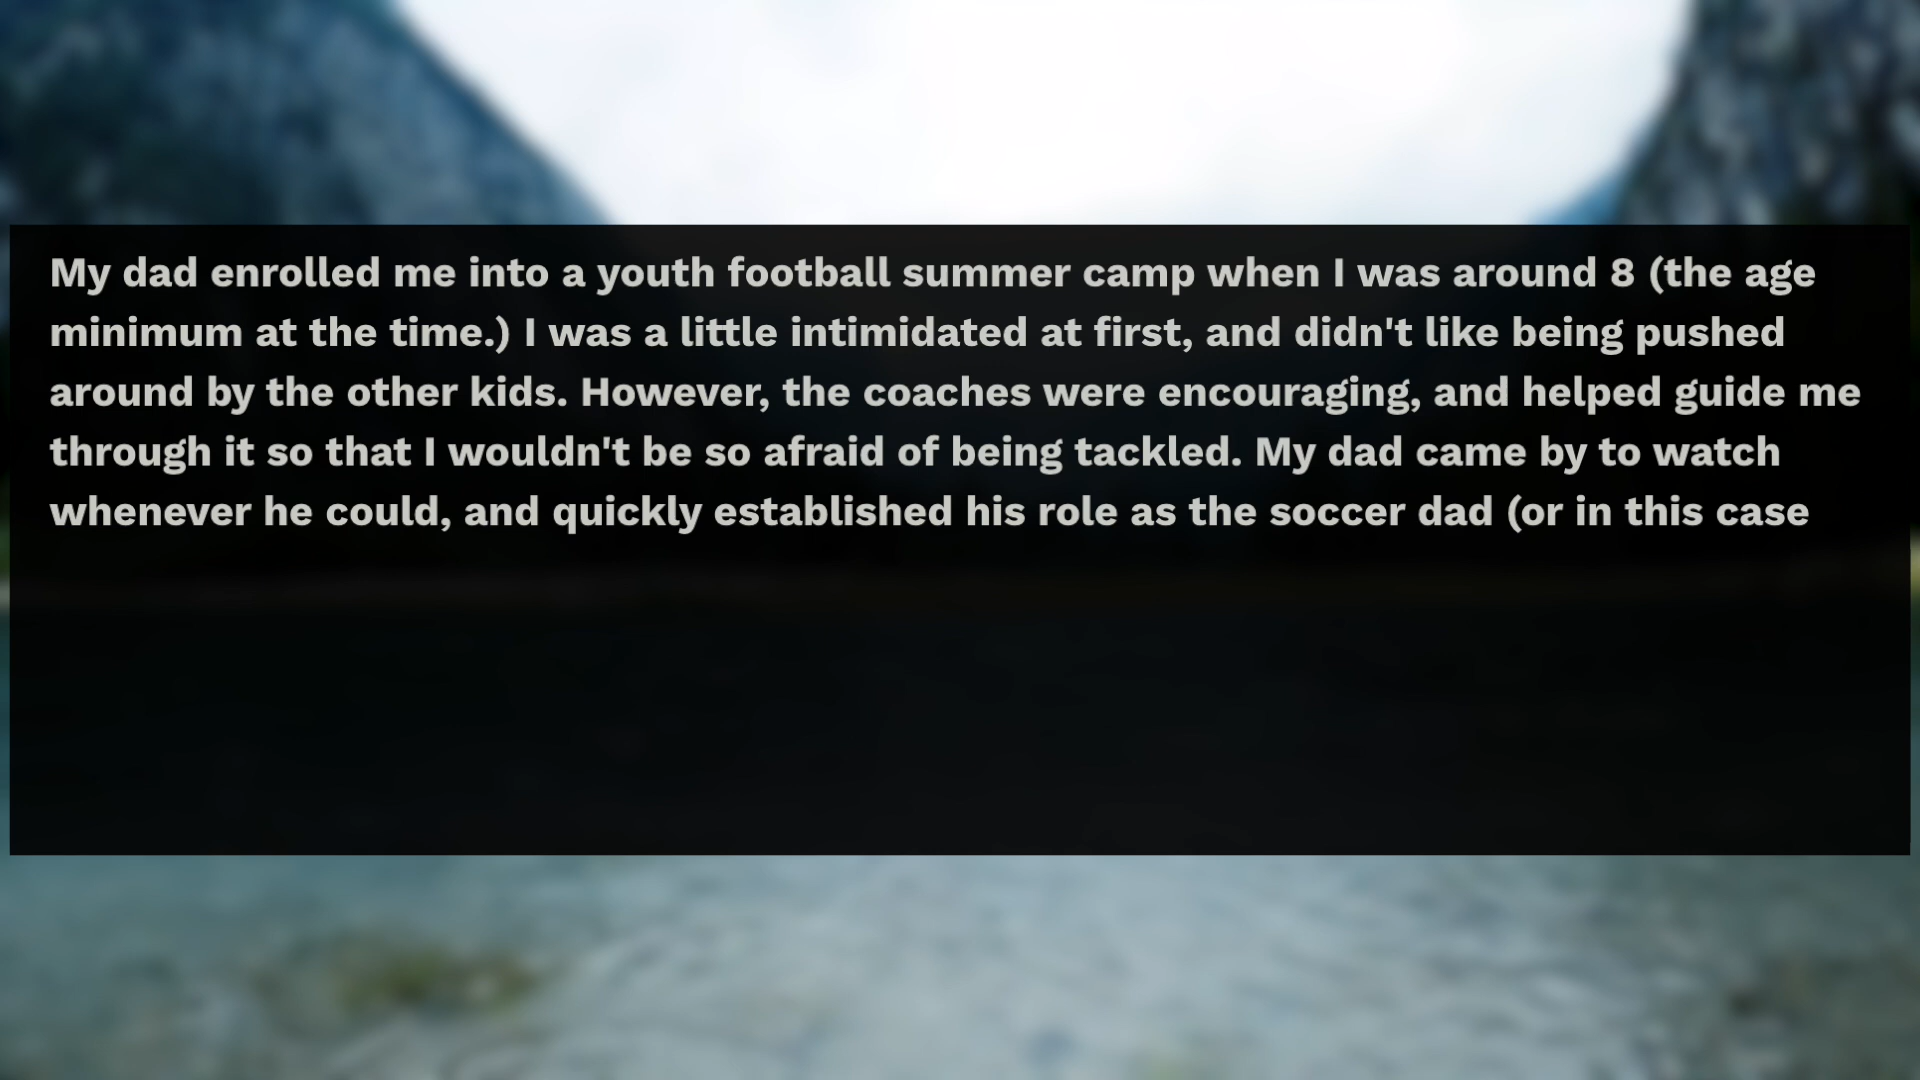 My dad enrolled me into a youth football summer camp when I was around 8 (the age
minimum at the time.) I was a little intimidated at first, and didn't like being pushed
around by the other kids. However, the coaches were encouraging, and helped guide me
through it so that I wouldn't be so afraid of being tackled. My dad came by to watch
whenever he could, and quickly established his role as the soccer dad (or in this case